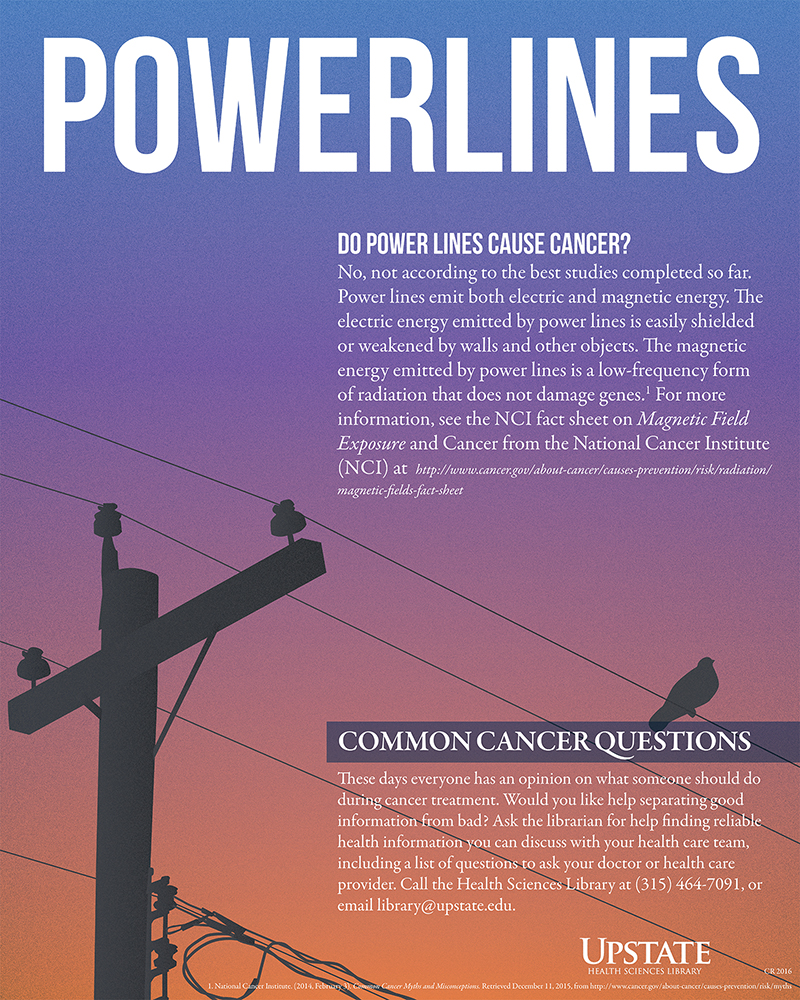 POWERLINES
DO POWER LINES CAUSE CANCER?
No, not according to the best studies completed so far.
Power lines emit both electric and magnetic energy. The
electric energy emitted by power lines is easily shielded
or weakened by walls and other objects. The magnetic
energy emitted by power lines is a low-frequency form
of radiation that does not damage genes.¹ For more
information, see the NCI fact sheet on Magnetic Field
Exposure and Cancer from the National Cancer Institute
(NCI) at http://www.cancer.gov/about-cancer/causes-prevention/risk/radiation/
magnetic-fields-fact-sheet
COMMON CANCER QUESTIONS
These days everyone has an opinion on what someone should do
during cancer treatment. Would you like help separating good
information from bad? Ask the librarian for help finding reliable
health information you can discuss with your health care team,
including a list of questions to ask your doctor or health care
provider. Call the Health Sciences Library at (315) 464-7091, or
email library@upstate.edu.
UPSTATE
HEALTH SCIENCES LIBRARY
CR 2016
1. National Cancer Institute. (2014, February 3). Common Cancer Myths and Misconceptions. Retrieved December 11, 2015, from http://www.cancer.gov/about-cancer/causes-prevention/risk/myths